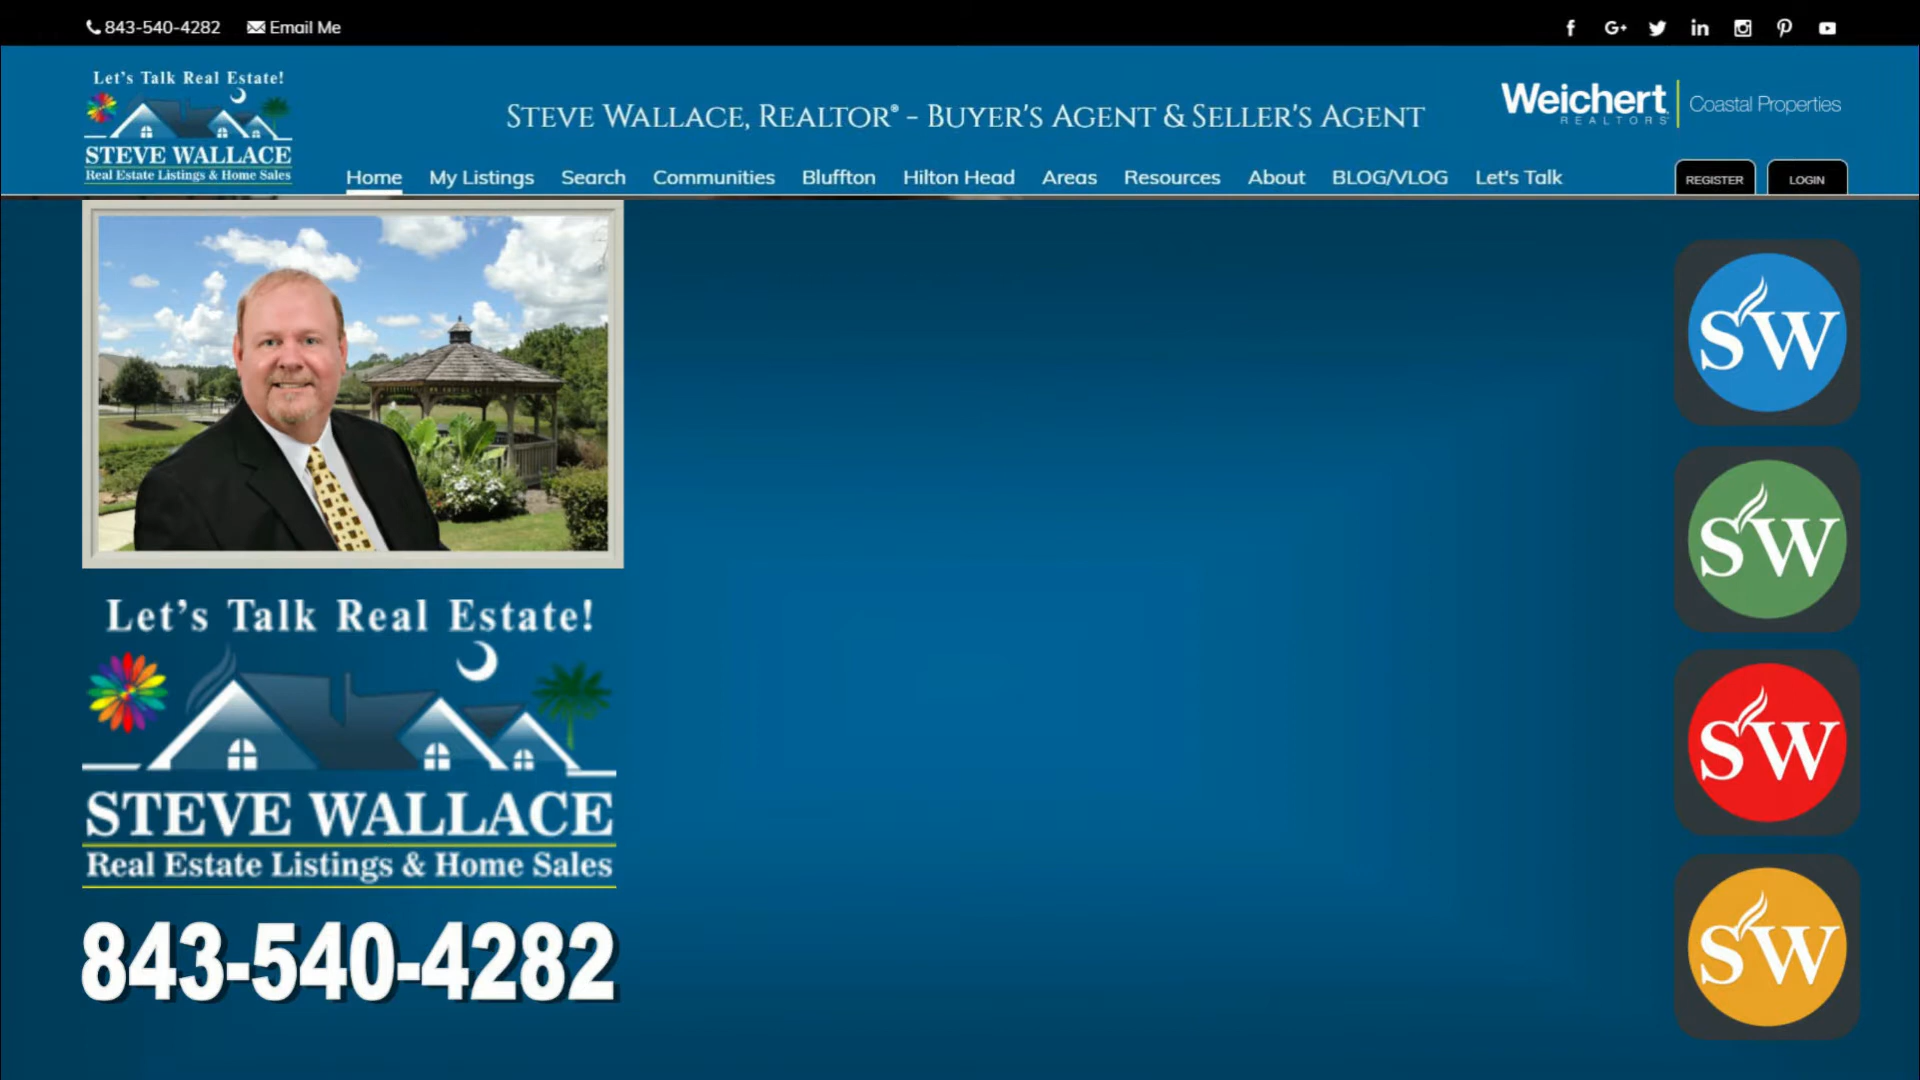 843-540-4282 Email Me
Let's Talk Real Estate!
STEVE WALLACE
Real Estate Listings & Home Sales
STEVE WALLACE, REALTOR® - BUYER'S AGENT & SELLER'S AGENT
Weichert
REALTORS®
Coastal Properties
Home My Listings Search Communities Bluffton Hilton Head Areas Resources About BLOG/VLOG Let's Talk
REGISTER LOGIN
Let's Talk Real Estate!
STEVE WALLACE
Real Estate Listings & Home Sales
843-540-4282
SW
SW
SW
SW